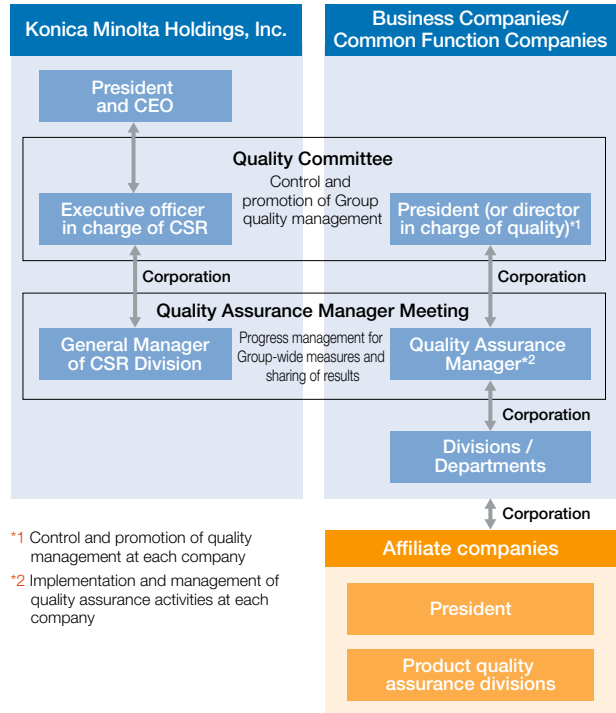 Konica Minolta Holdings, Inc.
Business Companies/
Common Function Companies
President
and CEO
Quality Committee
Control and
promotion of Group
quality management
Executive officer
in charge of CSR
President (or director
in charge of quality)*1
Corporation
Corporation
Quality Assurance Manager Meeting
General Manager
of CSR Division
Progress management for
Group-wide measures and
sharing of results
Quality Assurance
Manager*2
Corporation
Divisions /
Departments
Corporation
*1 Control and promotion of quality
management at each company
*2 Implementation and management of
quality assurance activities at each
company
Affiliate companies
President
Product quality
assurance divisions